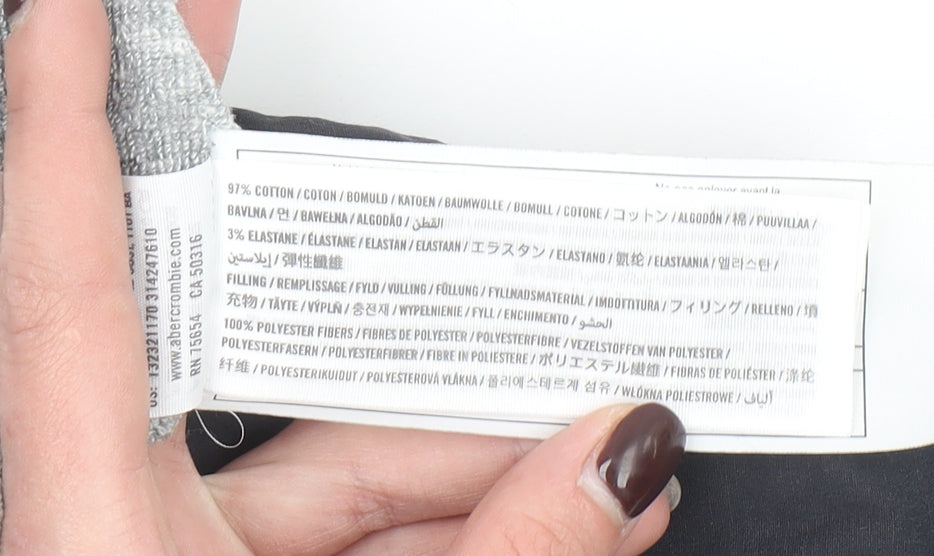 97% COTTON / COTON / BOMULD / KATOEN / BAUMWOLLE / BOMULL / COTONE / コットン / ALGODÓN / 棉 / PUUVILLAA /
BAVLNA / 면 / BAWEŁNA / ALGODÃO / القطن
3% ELASTANE / ÉLASTANE / ELASTAN / ELASTAAN / エラスタン / ELASTANO / 氨纶 / ELASTAANIA / 엘라스탄 /
إيلاستين / 彈性纖維
FILLING / REMPLISSAGE / FYLD / VULLING / FÜLLUNG / FYLLNADSMATERIAL / IMBOTTITURA / フィリング / RELLENO / 填
充物 / TÄYTE / VÝPLŇ / 충전재 / WYPEŁNIENIE / FYLL / ENCHIMENTO / الحشو
100% POLYESTER FIBERS / FIBRES DE POLYESTER / POLYESTERFIBRE / VEZELSTOFFEN VAN POLYESTER /
POLYESTERFASERN / POLYESTERFIBRER / FIBRE IN POLIESTERE / ポリエステル繊維 / FIBRAS DE POLIÉSTER / 涤纶
纤维 / POLYESTERIKUIDUT / POLYESTEROVÁ VLÁKNA / 폴리에스테르계 섬유 / WŁÓKNA POLIESTROWE / ألياف
US: 132321170 314247610
www.abercrombie.com
RN 75654 CA 50316